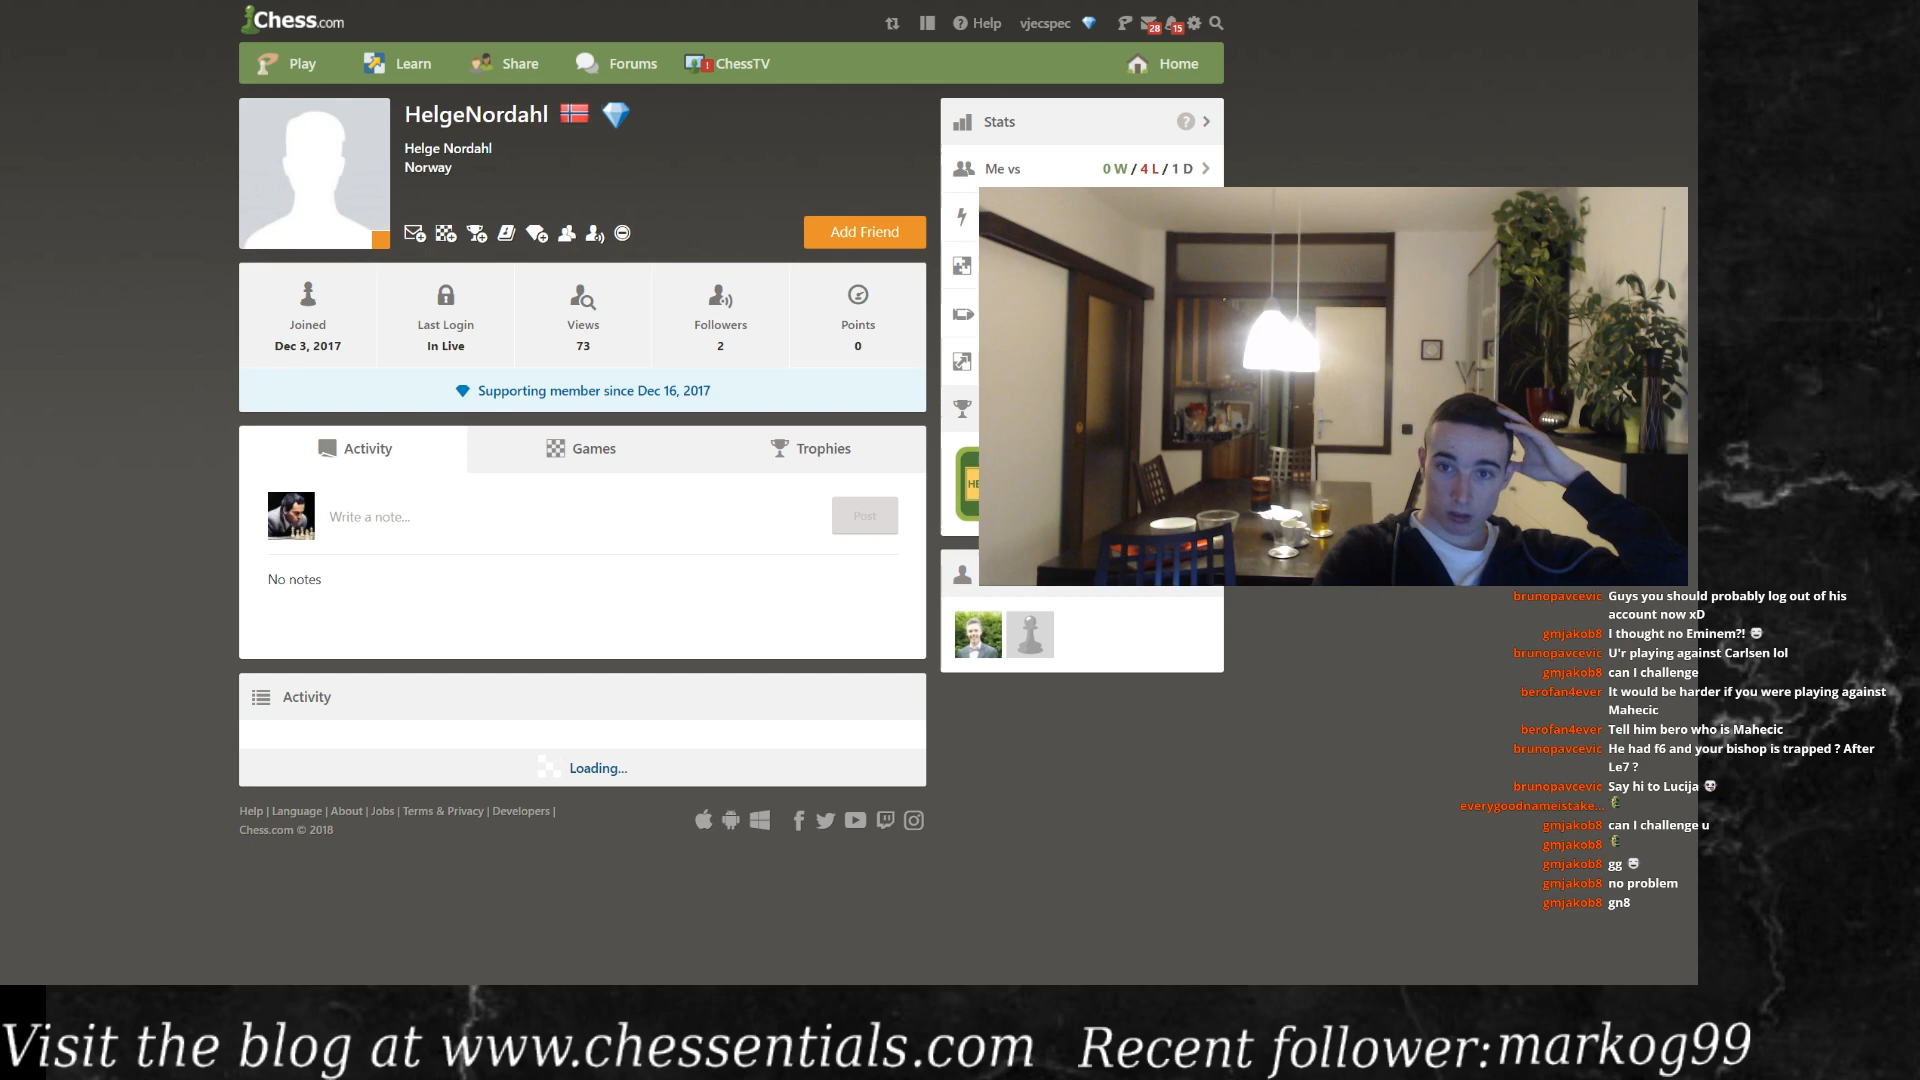 Chess.com
Help
vjecspec
28
15
Play
Learn
Share
Forums
1
ChessTV
Home
HelgeNordahl
Helge Nordahl
Norway
Add Friend
Stats
Me vs
0 W / 4 L / 1 D
Joined
Dec 3, 2017
Last Login
In Live
Views
73
Followers
2
Points
0
Supporting member since Dec 16, 2017
Activity
Games
Trophies
Write a note...
Post
No notes
HE
Activity
Loading...
Help | Language | About | Jobs | Terms & Privacy | Developers |
Chess.com © 2018
brunopavcevic Guys you should probably log out of his
account now xD
gmjakob8 I thought no Eminem?!
brunopavcevic U'r playing against Carlsen lol
gmjakob8 can I challenge
berofan4ever It would be harder if you were playing against
Mahecic
berofan4ever Tell him bero who is Mahecic
brunopavcevic He had f6 and your bishop is trapped ? After
Le7 ?
brunopavcevic Say hi to Lucija
everygoodnameistake...
gmjakob8 can I challenge u
gmjakob8
gmjakob8 gg
gmjakob8 no problem
gmjakob8 gn8
Visit the blog at www.chessentials.com
Recent follower: markog99